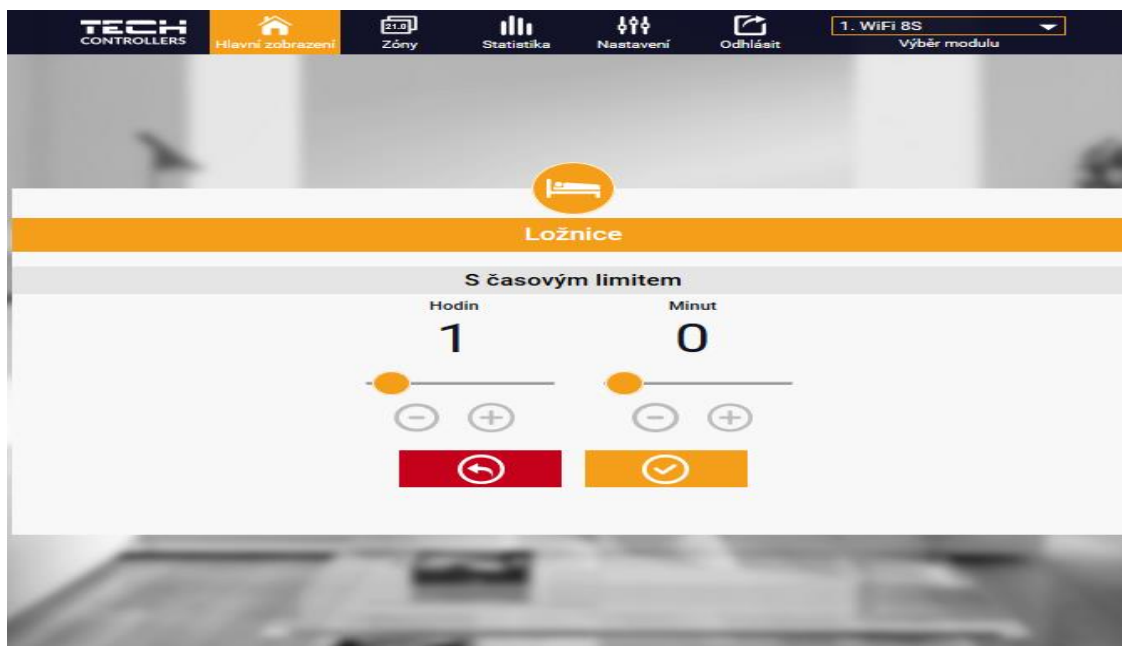 TECH
CONTROLLERS
Hlavní zobrazení
21.0
Zóny
Statistika
Nastavení
Odhlásit
1. WiFi 8S
Výběr modulu
Ložnice
S časovým limitem
Hodin
Minut
1
0